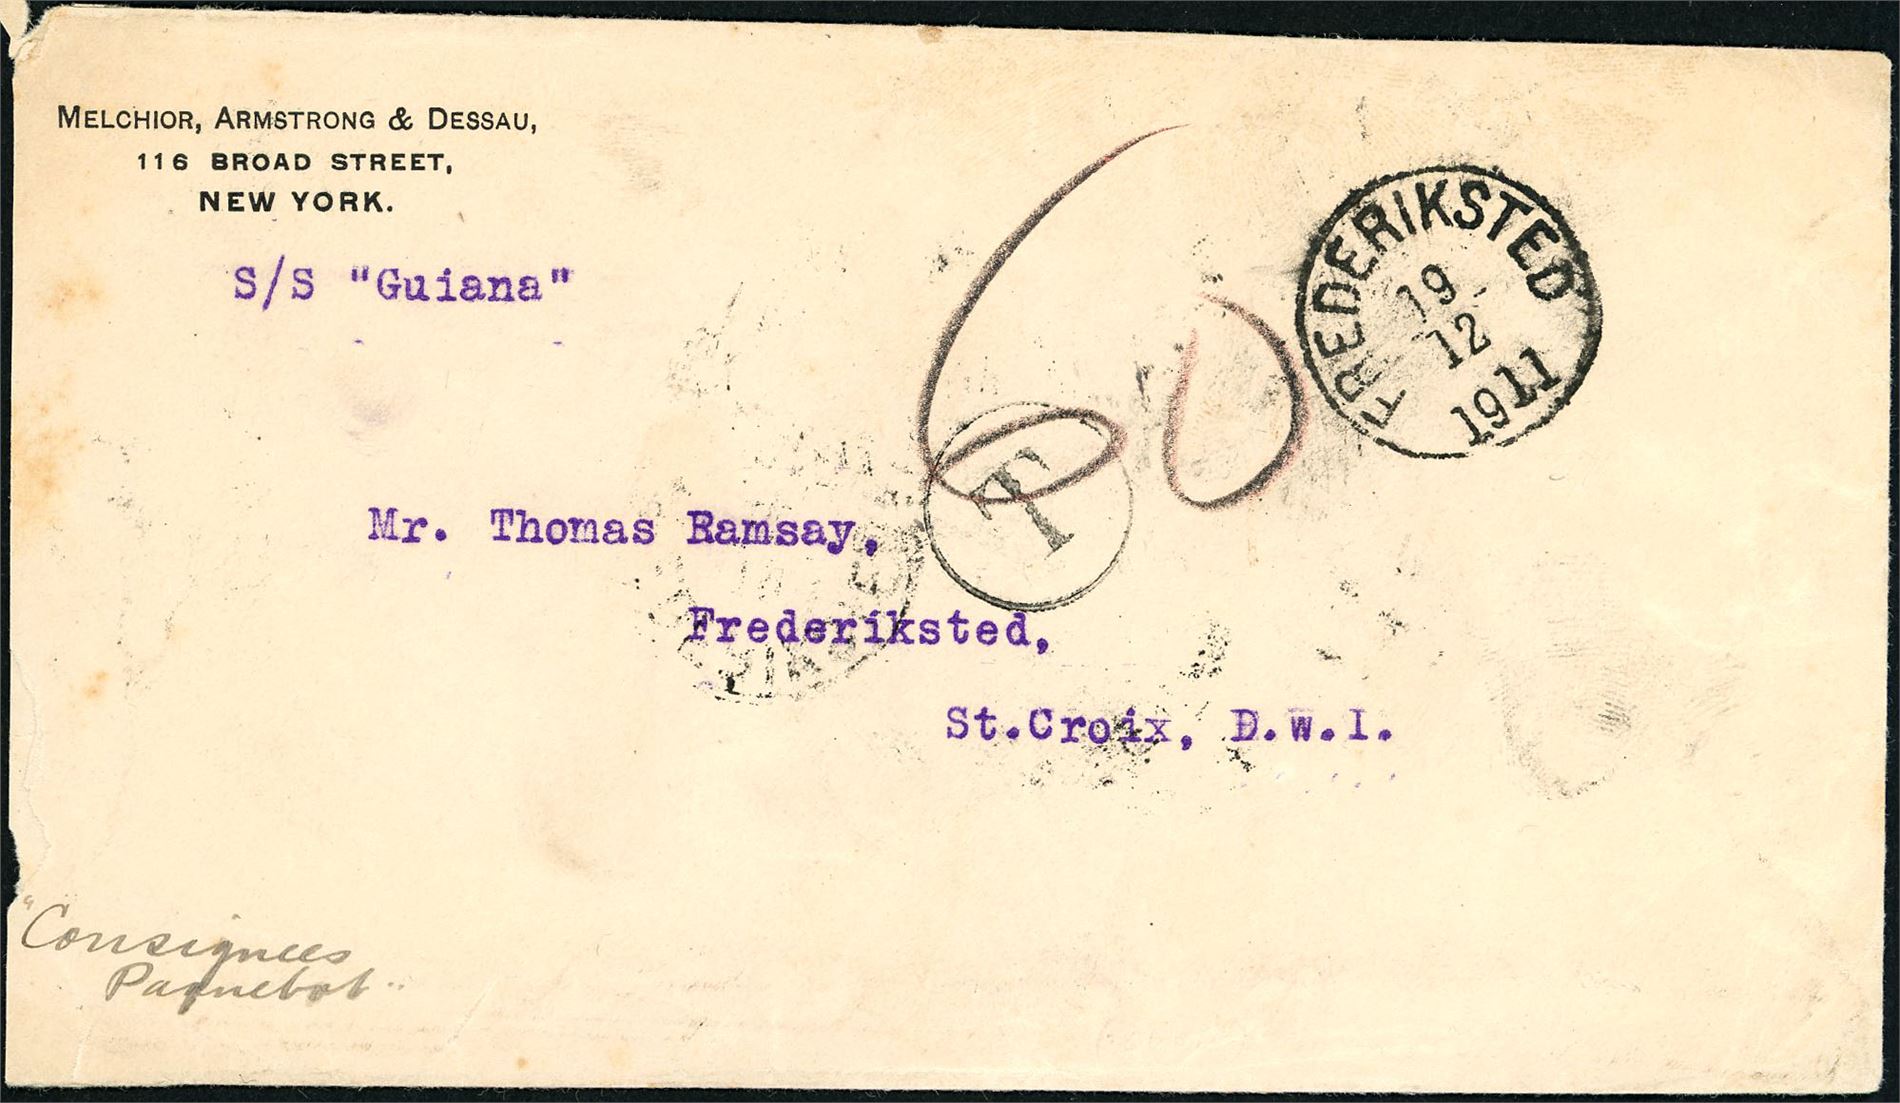 MELCHIOR, ARMSTRONG & DESSAU,
116 BROAD STREET,
NEW YORK.
S/S "Guiana"
60
FREDERIKSTED
19
12
1911
T
Mr. Thomas Ramsay,
Frederiksted,
St.Croix, D.W.I.
"Consignees
Paquebot"